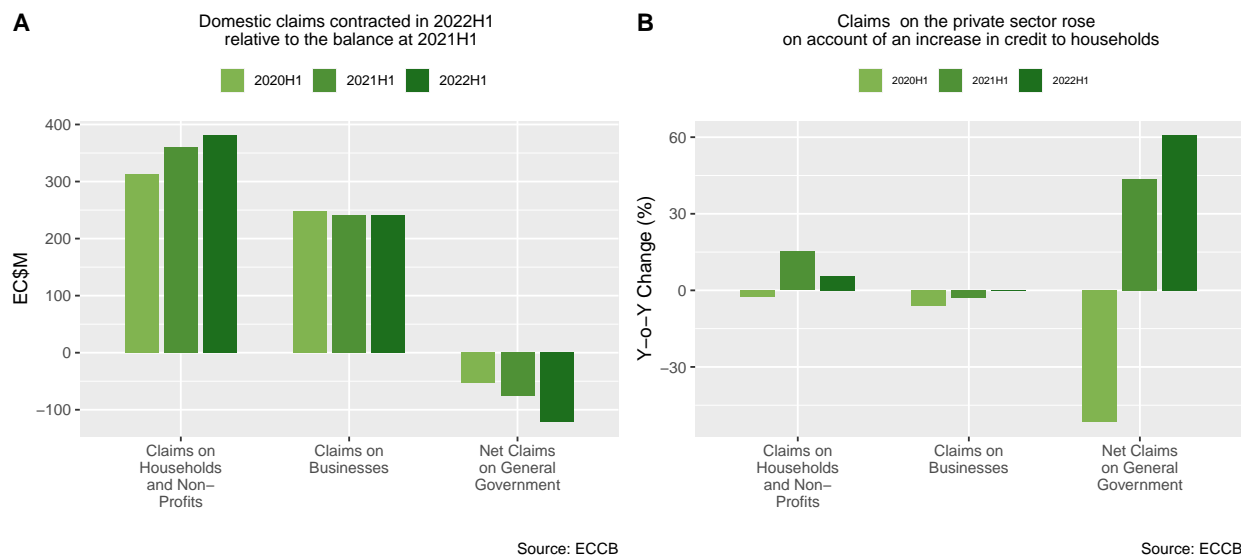 A
Domestic claims contracted in 2022H1
relative to the balance at 2021H1
2020H1 2021H1 2022H1
EC$M
400
300
200
100
0
−100
Claims on
Households
and Non−
Profits
Claims on
Businesses
Net Claims
on General
Government
Source: ECCB
B
Claims on the private sector rose
on account of an increase in credit to households
2020H1 2021H1 2022H1
Y−o−Y Change (%)
60
30
0
−30
Claims on
Households
and Non−
Profits
Claims on
Businesses
Net Claims
on General
Government
Source: ECCB